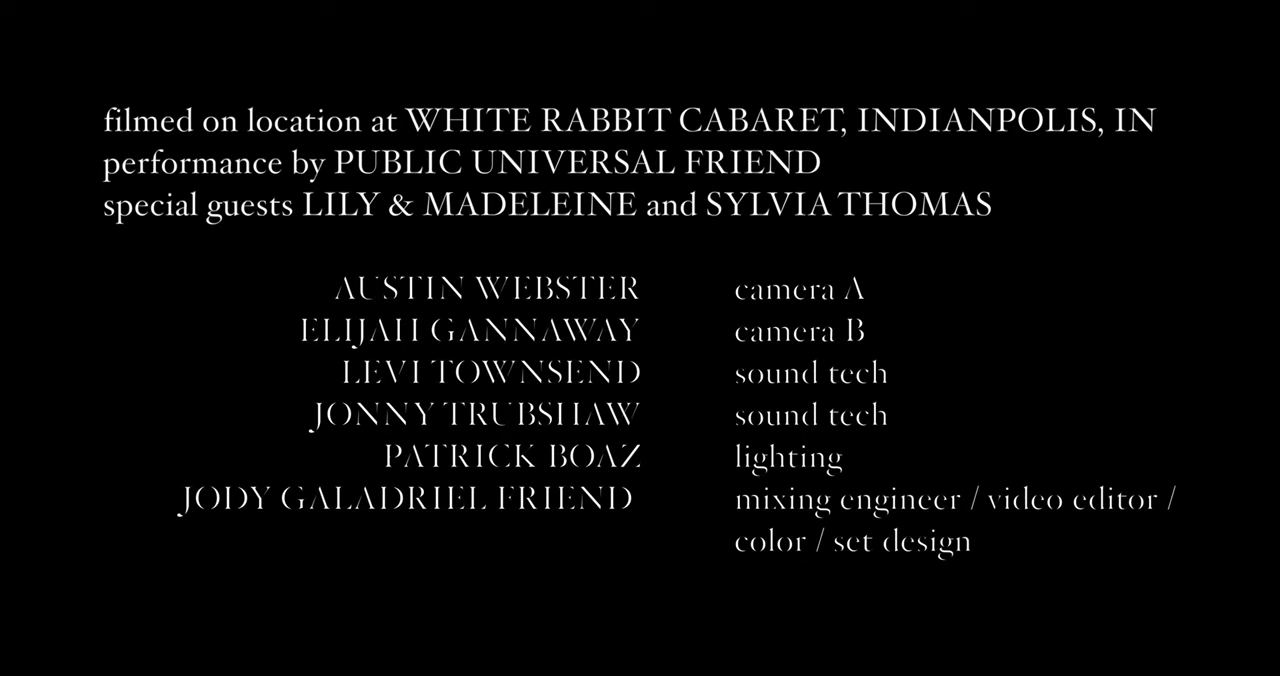 filmed on location at WHITE RABBIT CABARET, INDIANPOLIS, IN
performance by PUBLIC UNIVERSAL FRIEND
special guests LILY & MADELEINE and SYLVIA THOMAS
AUSTIN WEBSTER camera A
ELIJAH GANNAWAY camera B
LEVI TOWNSEND sound tech
JONNY TRUBSHAW sound tech
PATRICK BOAZ lighting
JODY GALADRIEL FRIEND mixing engineer / video editor /
color / set design